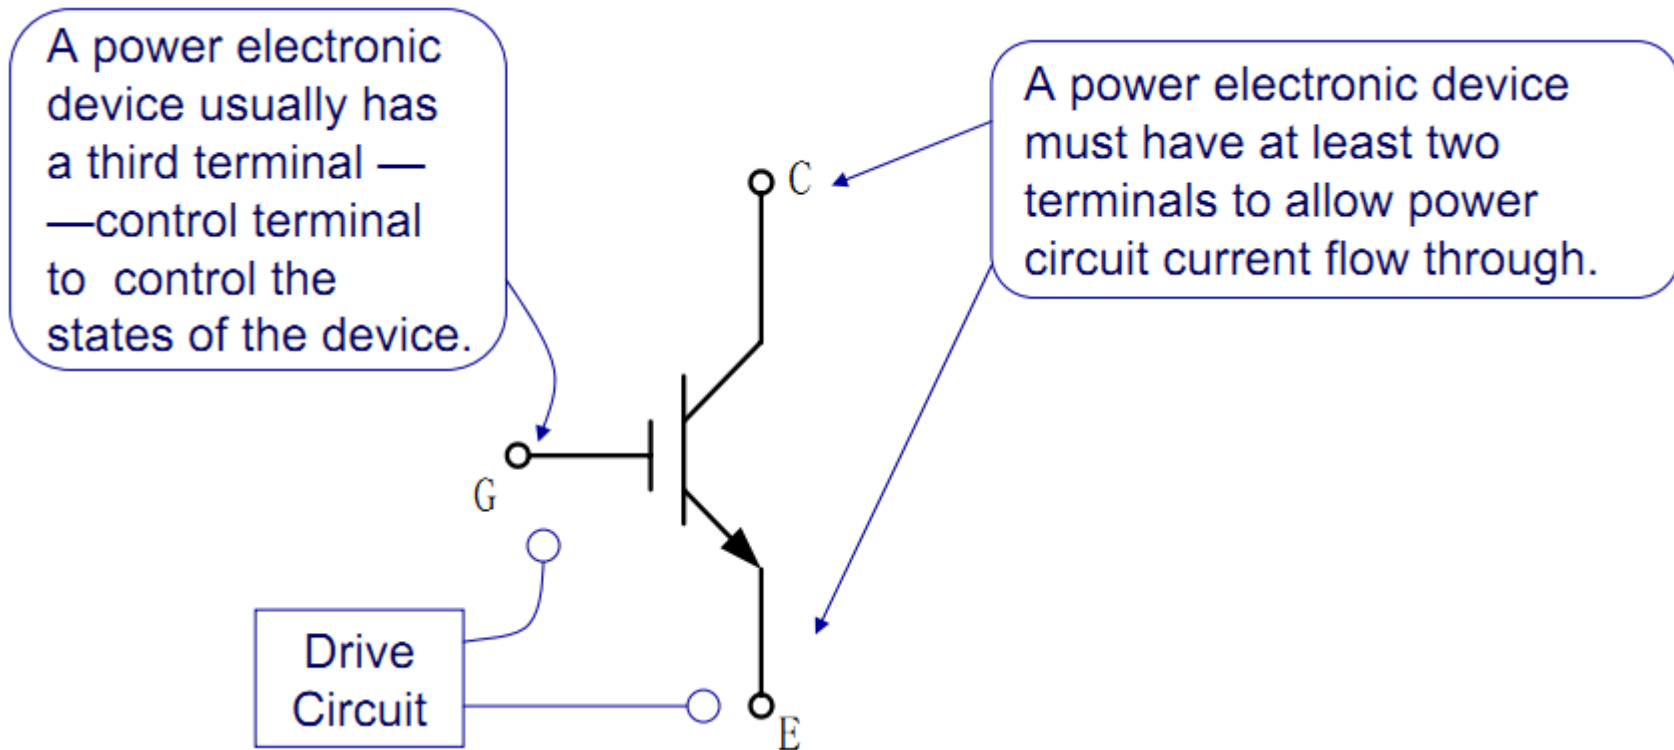 A power electronic
device usually has
a third terminal —
—control terminal
to control the
states of the device.
A power electronic device
must have at least two
terminals to allow power
circuit current flow through.
C
G
Drive
Circuit
E